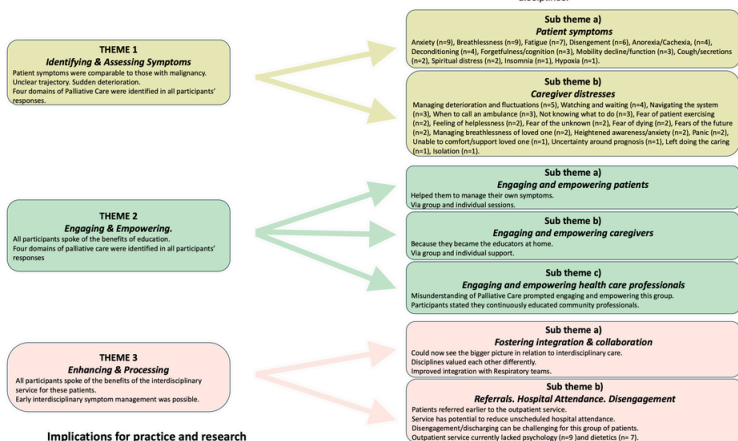 discipline.
THEME 1
Identifying & Assessing Symptoms
Patient symptoms were comparable to those with malignancy.
Unclear trajectory. Sudden deterioration.
Four domains of Palliative Care were identified in all participants'
responses.
Sub theme a)
Patient symptoms
Anxiety (n=9), Breathlessness (n=9), Fatigue (n=7), Disengement (n=6), Anorexia/Cachexia, (n=4),
Deconditioning (n=4), Forgetfulness/cognition (n=3), Mobility decline/function (n=3), Cough/secretions
(n=2), Spiritual distress (n=2), Insomnia (n=1), Hypoxia (n=1).
Sub theme b)
Caregiver distresses
Managing deterioration and fluctuations (n=5), Watching and waiting (n=4), Navigating the system
(n=3), When to call an ambulance (n=3), Not knowing what to do (n=3), Fear of patient exercising
(n=2), Feeling of helplessness (n=2), Fear of the unknown (n=2), Fear of dying (n=2), Fears of the future
(n=2), Managing breathlessness of loved one (n=2), Heightened awareness/anxiety (n=2), Panic (n=2),
Unable to comfort/support loved one (n=1), Uncertainty around prognosis (n=1), Left doing the caring
(n=1), Isolation (n=1).
THEME 2
Engaging & Empowering.
All participants spoke of the benefits of education.
Four domains of palliative care were identified in all participants'
responses
Sub theme a)
Engaging and empowering patients
Helped them to manage their own symptoms.
Via group and individual sessions.
Sub theme b)
Engaging and empowering caregivers
Because they became the educators at home.
Via group and individual support.
Sub theme c)
Engaging and empowering health care professionals
Misunderstanding of Palliative Care prompted engaging and empowering this group.
Participants stated they continuously educated community professionals.
THEME 3
Enhancing & Processing
All participants spoke of the benefits of the interdisciplinary
service for these patients.
Early interdisciplinary symptom management was possible.
Sub theme a)
Fostering integration & collaboration
Could now see the bigger picture in relation to interdisciplinary care.
Disciplines valued each other differently.
Improved integration with Respiratory teams.
Sub theme b)
Referrals. Hospital Attendance. Disengagement
Patients referred earlier to the outpatient service.
Service has potential to reduce unscheduled hospital attendance.
Disengagement/discharging can be challenging for this group of patients.
Outpatient service currently lacked psychology (n=9 )and dietetics (n= 7).
Implications for practice and research